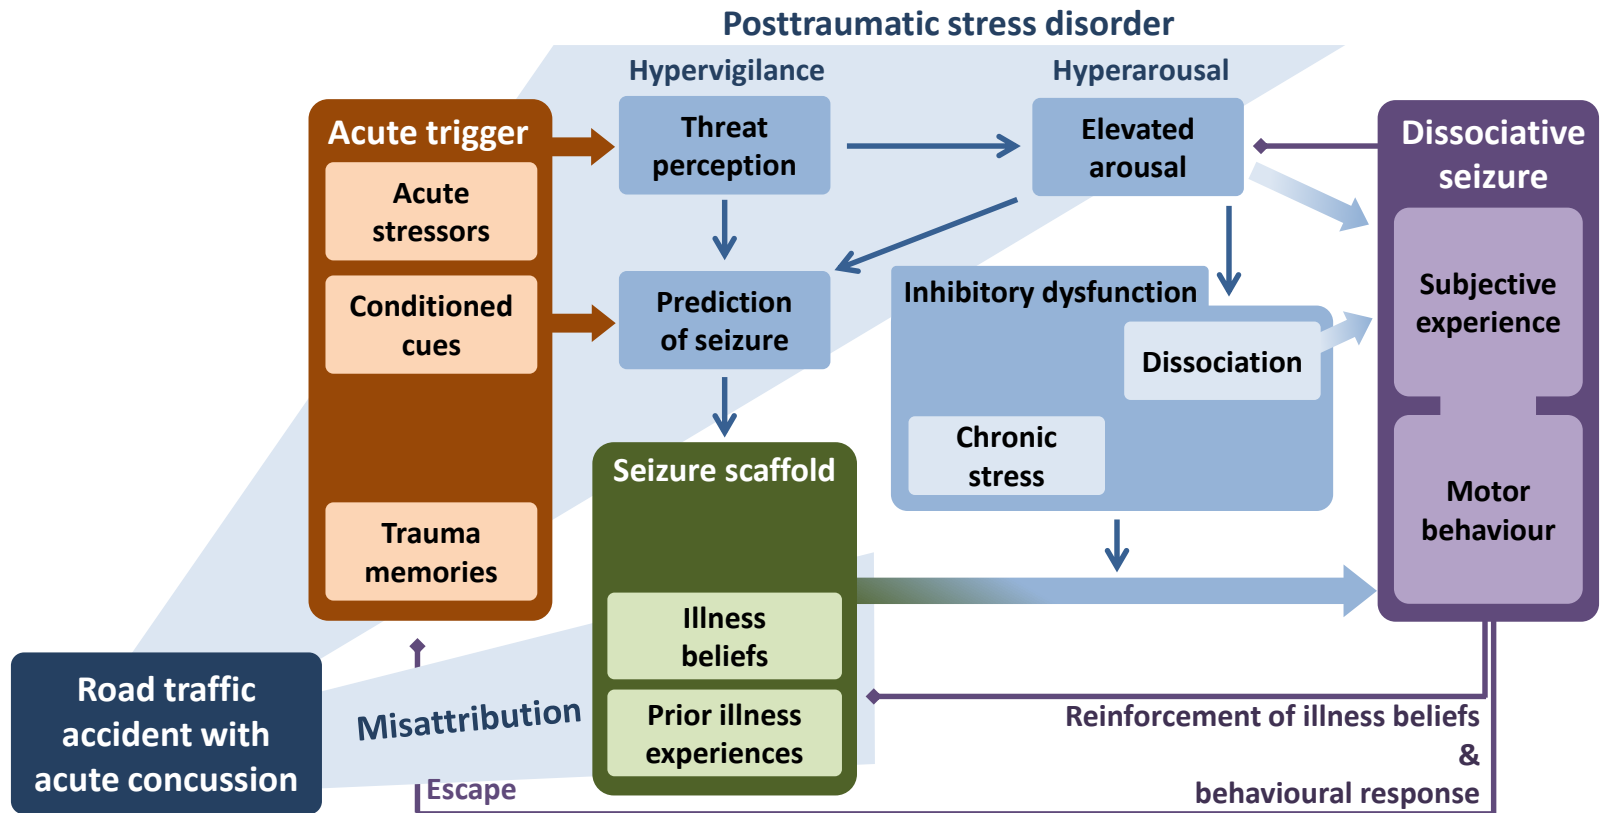 Posttraumatic stress disorder
Hypervigilance
Hyperarousal
Acute trigger
Acute
stressors
Conditioned
cues
Trauma
memories
Threat
perception
Elevated
arousal
Prediction
of seizure
Inhibitory dysfunction
Dissociation
Chronic
stress
Dissociative
seizure
Subjective
experience
Motor
behaviour
Seizure scaffold
Illness
beliefs
Prior illness
experiences
Road traffic
accident with
acute concussion
Misattribution
Escape
Reinforcement of illness beliefs
&
behavioural response